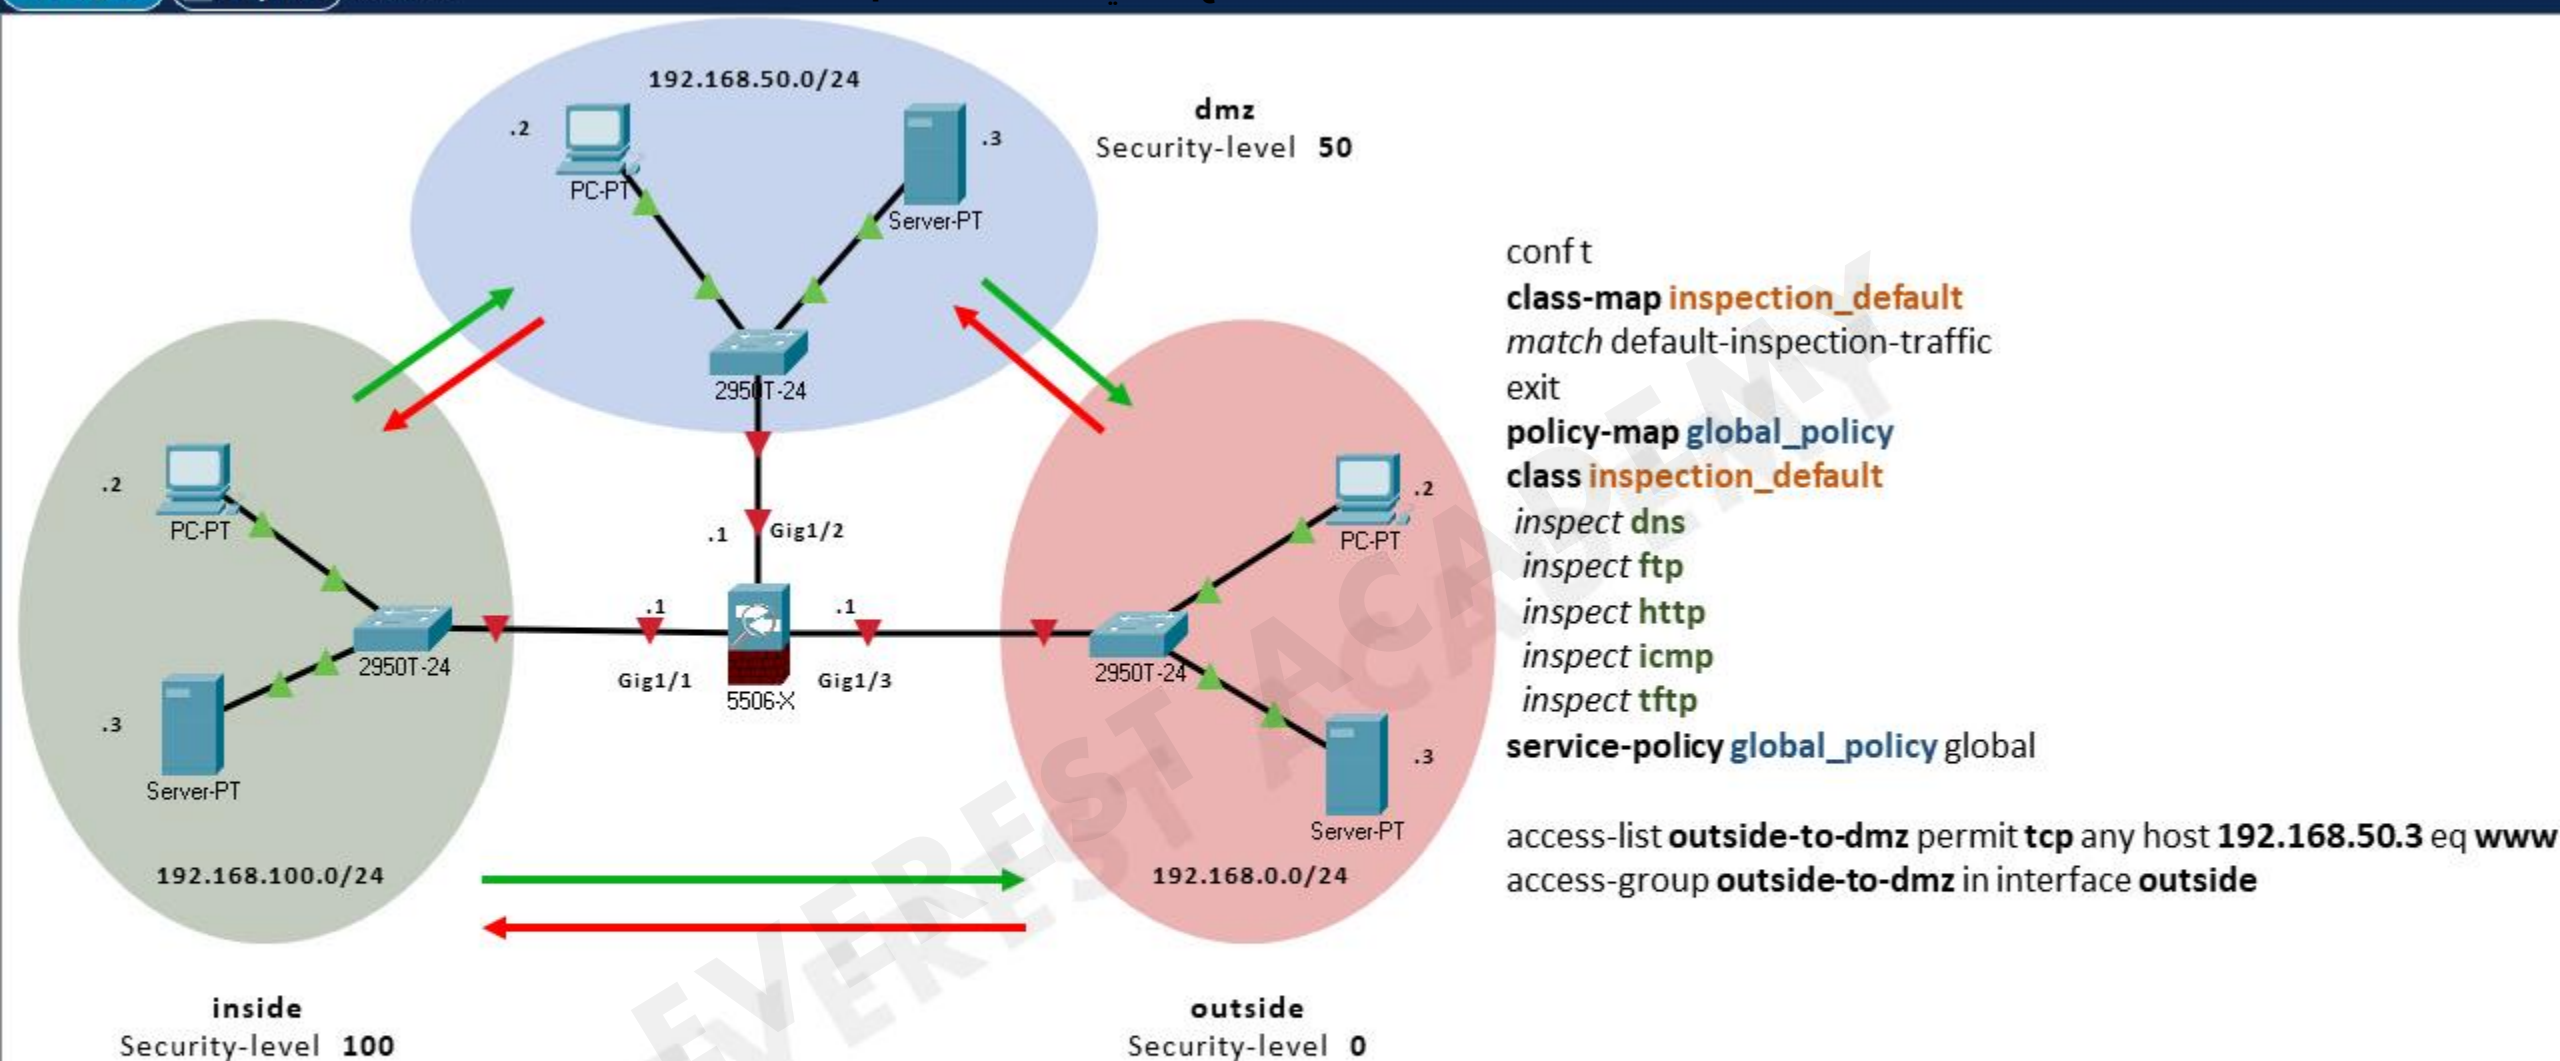 192.168.50.0/24
dmz
Security-level 50
.2
.3
PC-PT
Server-PT
2950T-24
.1
Gig1/2
.2
PC-PT
2950T-24
.3
Server-PT
192.168.100.0/24
.1
Gig1/1
5506-X
.1
Gig1/3
.2
PC-PT
2950T-24
.3
Server-PT
192.168.0.0/24
inside
Security-level 100
outside
Security-level 0
conf t
class-map inspection_default
match default-inspection-traffic
exit
policy-map global_policy
class inspection_default
inspect dns
inspect ftp
inspect http
inspect icmp
inspect tftp
service-policy global_policy global
access-list outside-to-dmz permit tcp any host 192.168.50.3 eq www
access-group outside-to-dmz in interface outside
EVEREST ACADEMY